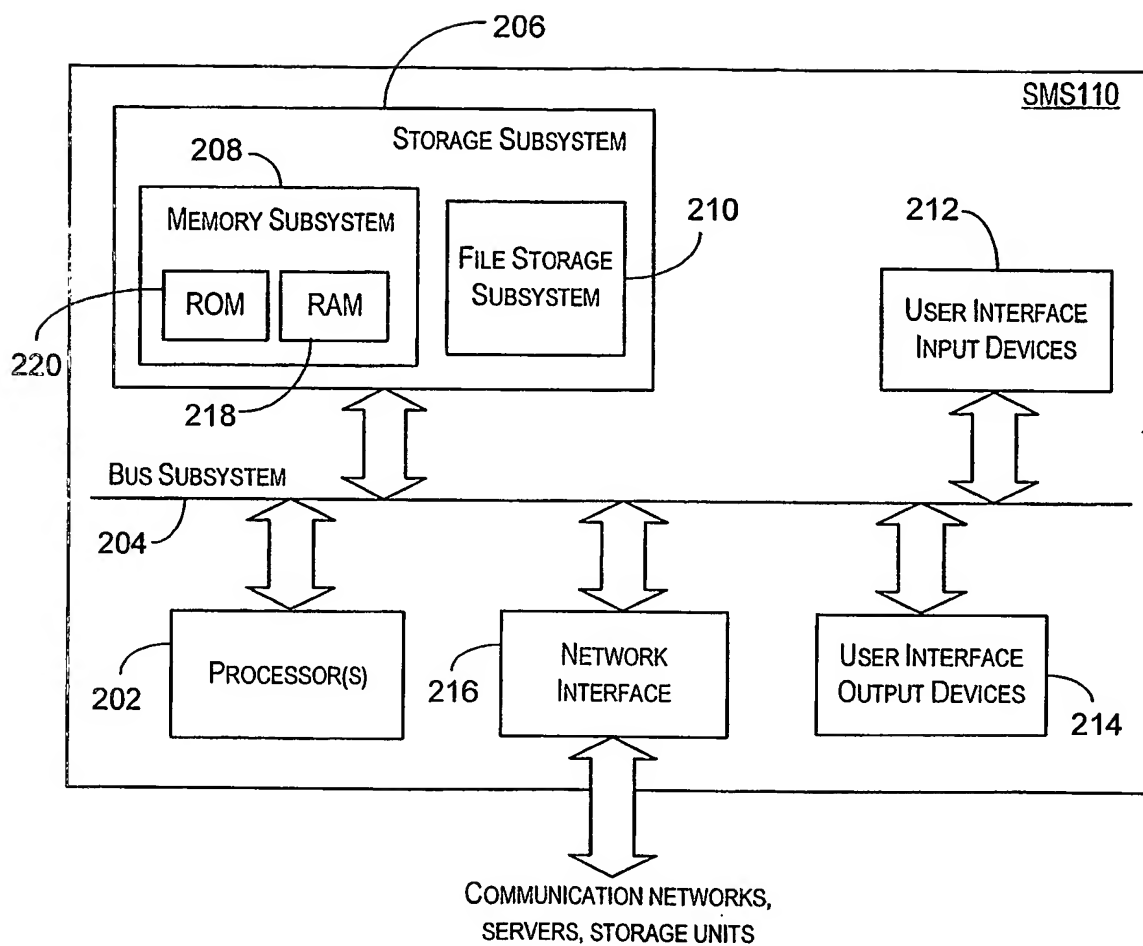 206
SMS110
STORAGE SUBSYSTEM
208
MEMORY SUBSYSTEM
210
212
FILE STORAGE
SUBSYSTEM
ROM
RAM
USER INTERFACE
INPUT DEVICES
220
218
BUS SUBSYSTEM
204
PROCESSOR(S)
202
NETWORK
INTERFACE
216
USER INTERFACE
OUTPUT DEVICES
214
COMMUNICATION NETWORKS,
SERVERS, STORAGE UNITS